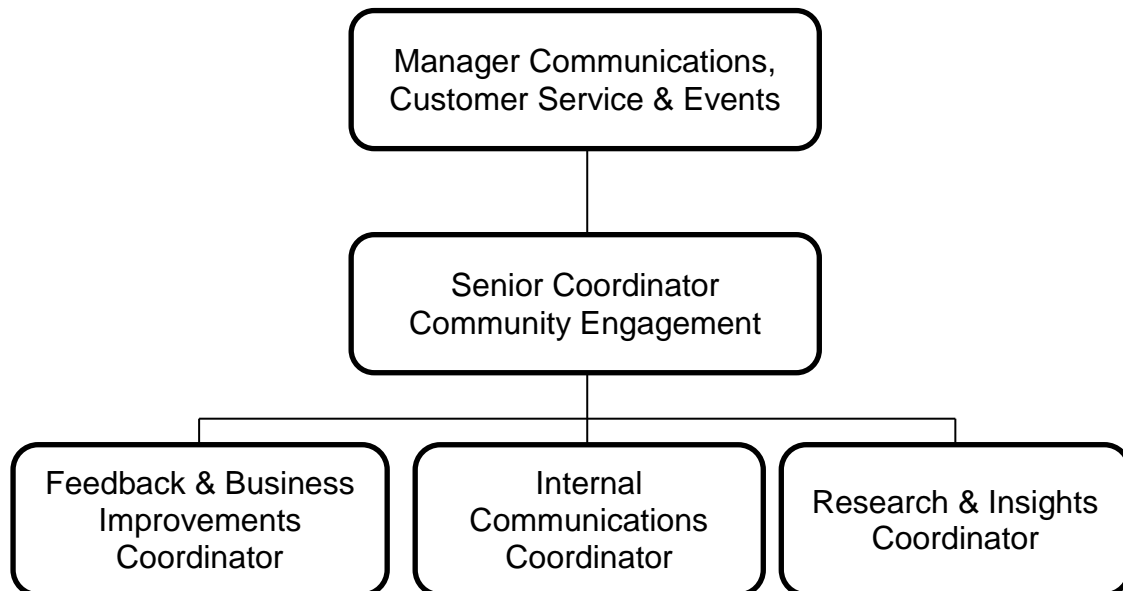 Manager Communications,
Customer Service & Events
Senior Coordinator
Community Engagement
Feedback & Business
Improvements
Coordinator
Internal
Communications
Coordinator
Research & Insights
Coordinator